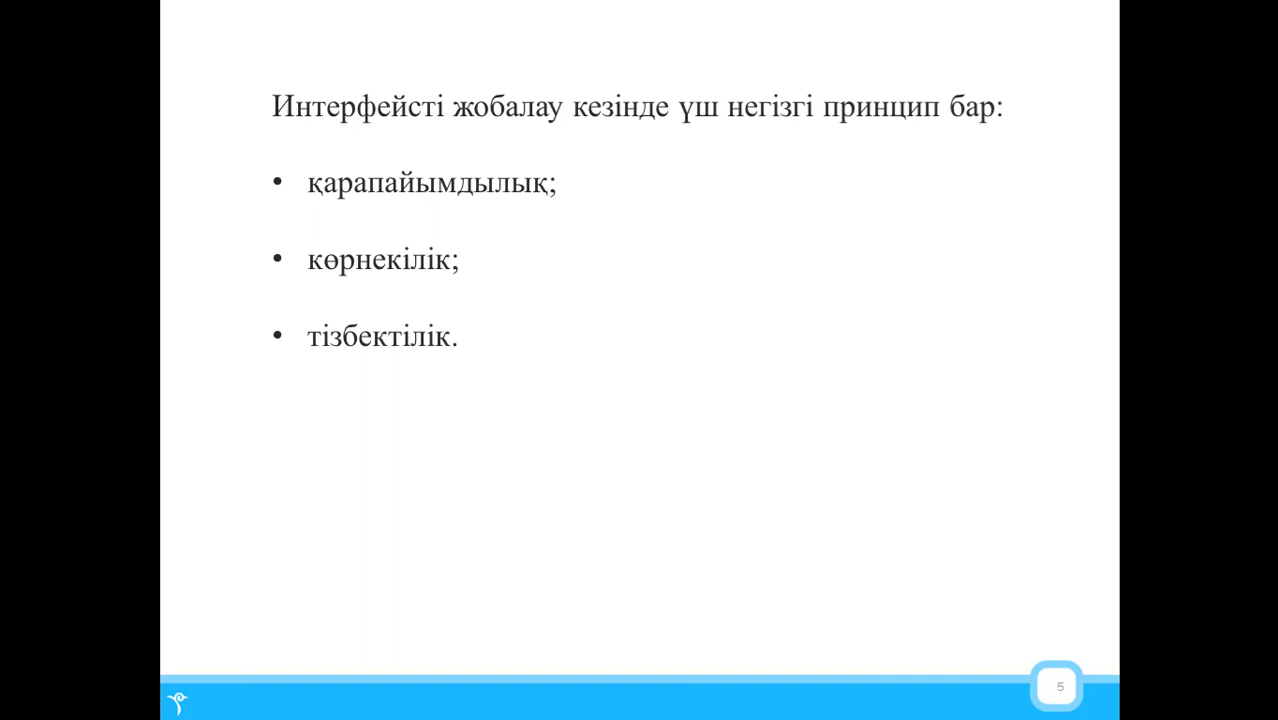 Интерфейсті жобалау кезінде үш негізгі принцип бар:
• қарапайымдылық;
• көрнекілік;
• тізбектілік.
5